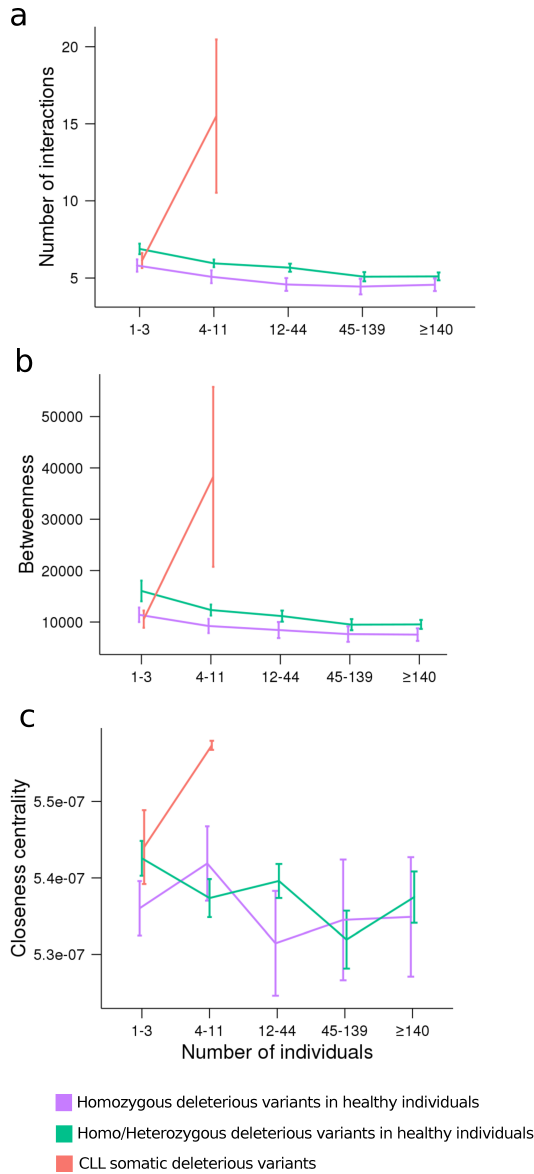 a
Number of interactions
20
15
10
5
1-3 4-11 12-44 45-139 ≥140
b
Betweenness
50000
40000
30000
20000
10000
1-3 4-11 12-44 45-139 ≥140
c
Closeness centrality
5.5e-07
5.4e-07
5.3e-07
1-3 4-11 12-44 45-139 ≥140
Number of individuals
Homozygous deleterious variants in healthy individuals
Homo/Heterozygous deleterious variants in healthy individuals
CLL somatic deleterious variants